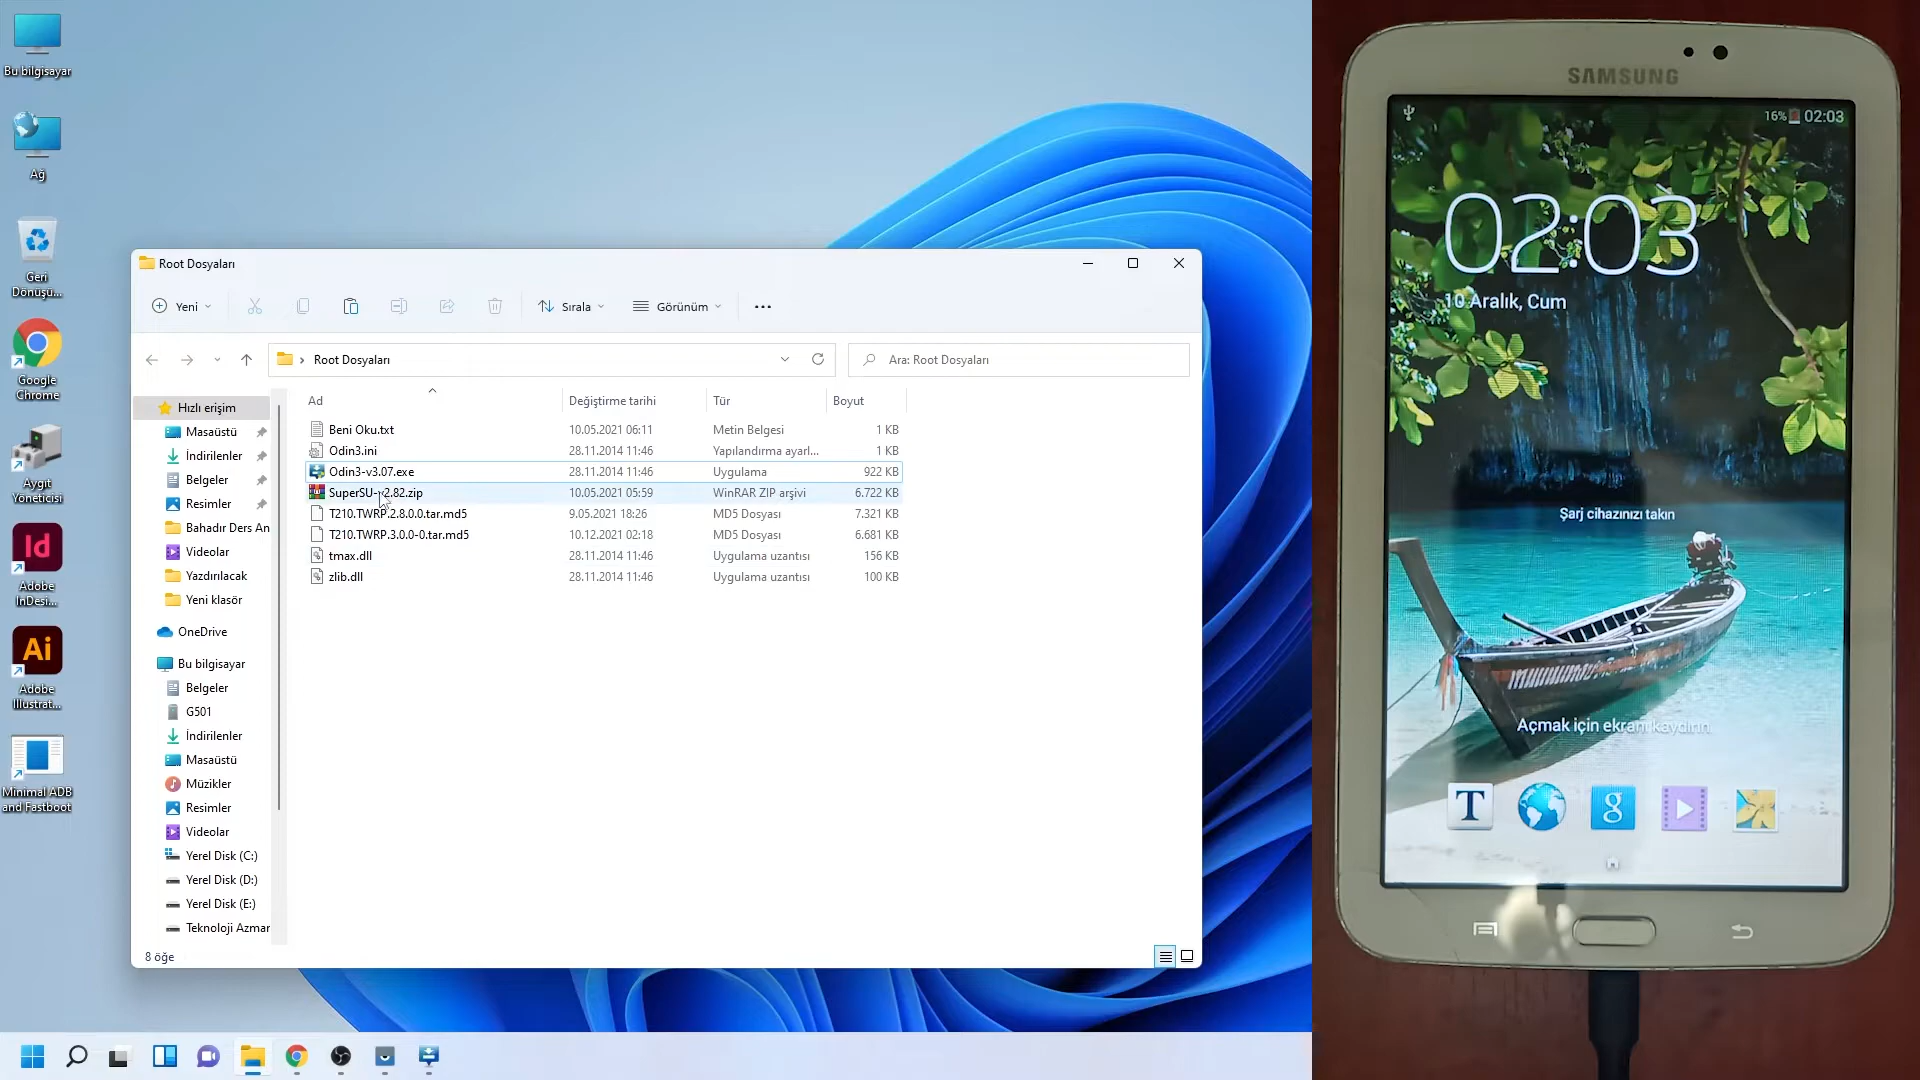 Bu bilgisayar
Ağ
Geri
Dönüşü...
Google
Chrome
Aygıt
Yöneticisi
Id
Adobe
InDesi...
Ai
Adobe
Illustrat...
Minimal ADB
and Fastboot
Root Dosyaları
Yeni
Sırala
Görünüm
Root Dosyaları
Ara: Root Dosyaları
Hızlı erişim
Masaüstü
İndirilenler
Belgeler
Resimler
Bahadır Ders An
Videolar
Yazdırılacak
Yeni klasör
OneDrive
Bu bilgisayar
Belgeler
G501
İndirilenler
Masaüstü
Müzikler
Resimler
Videolar
Yerel Disk (C:)
Yerel Disk (D:)
Yerel Disk (E:)
Teknoloji Azmar
Ad Değiştirme tarihi Tür Boyut
Beni Oku.txt 10.05.2021 06:11 Metin Belgesi 1 KB
Odin3.ini 28.11.2014 11:46 Yapılandırma ayarl... 1 KB
Odin3-v3.07.exe 28.11.2014 11:46 Uygulama 922 KB
SuperSU-v2.82.zip 10.05.2021 05:59 WinRAR ZIP arşivi 6.722 KB
T210.TWRP.2.8.0.0.tar.md5 9.05.2021 18:26 MD5 Dosyası 7.321 KB
T210.TWRP.3.0.0-0.tar.md5 10.12.2021 02:18 MD5 Dosyası 6.681 KB
tmax.dll 28.11.2014 11:46 Uygulama uzantısı 156 KB
zlib.dll 28.11.2014 11:46 Uygulama uzantısı 100 KB
8 öğe
SAMSUNG
16% 02:03
02:03
10 Aralık, Cum
Şarj cihazınızı takın
Açmak için ekranı kaydırın
T
g